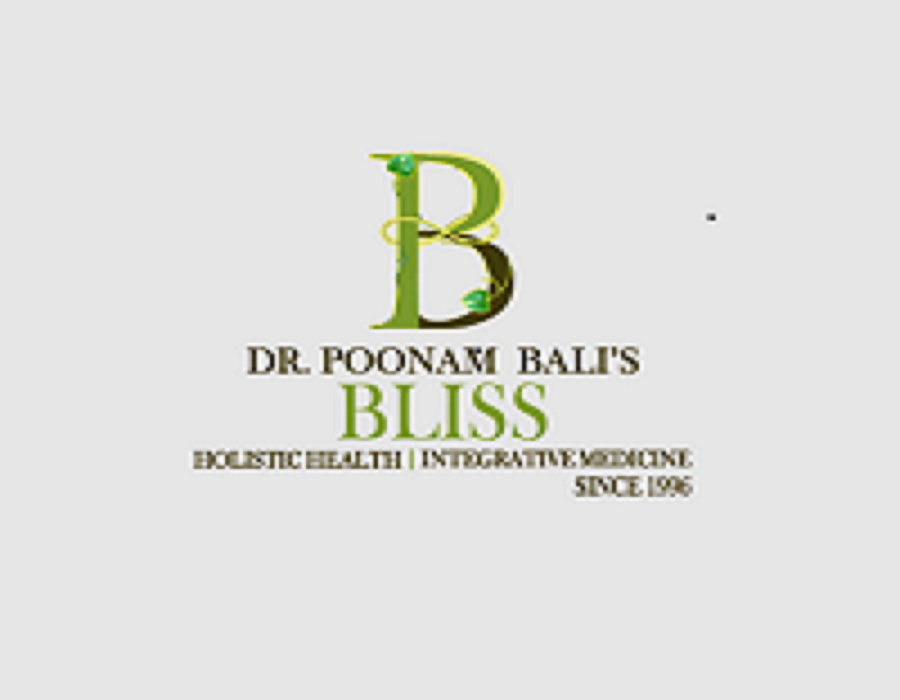 B
DR. POONAM BALI'S
BLISS
HOLISTIC HEALTH | INTEGRATIVE MEDICINE
SINCE 1996